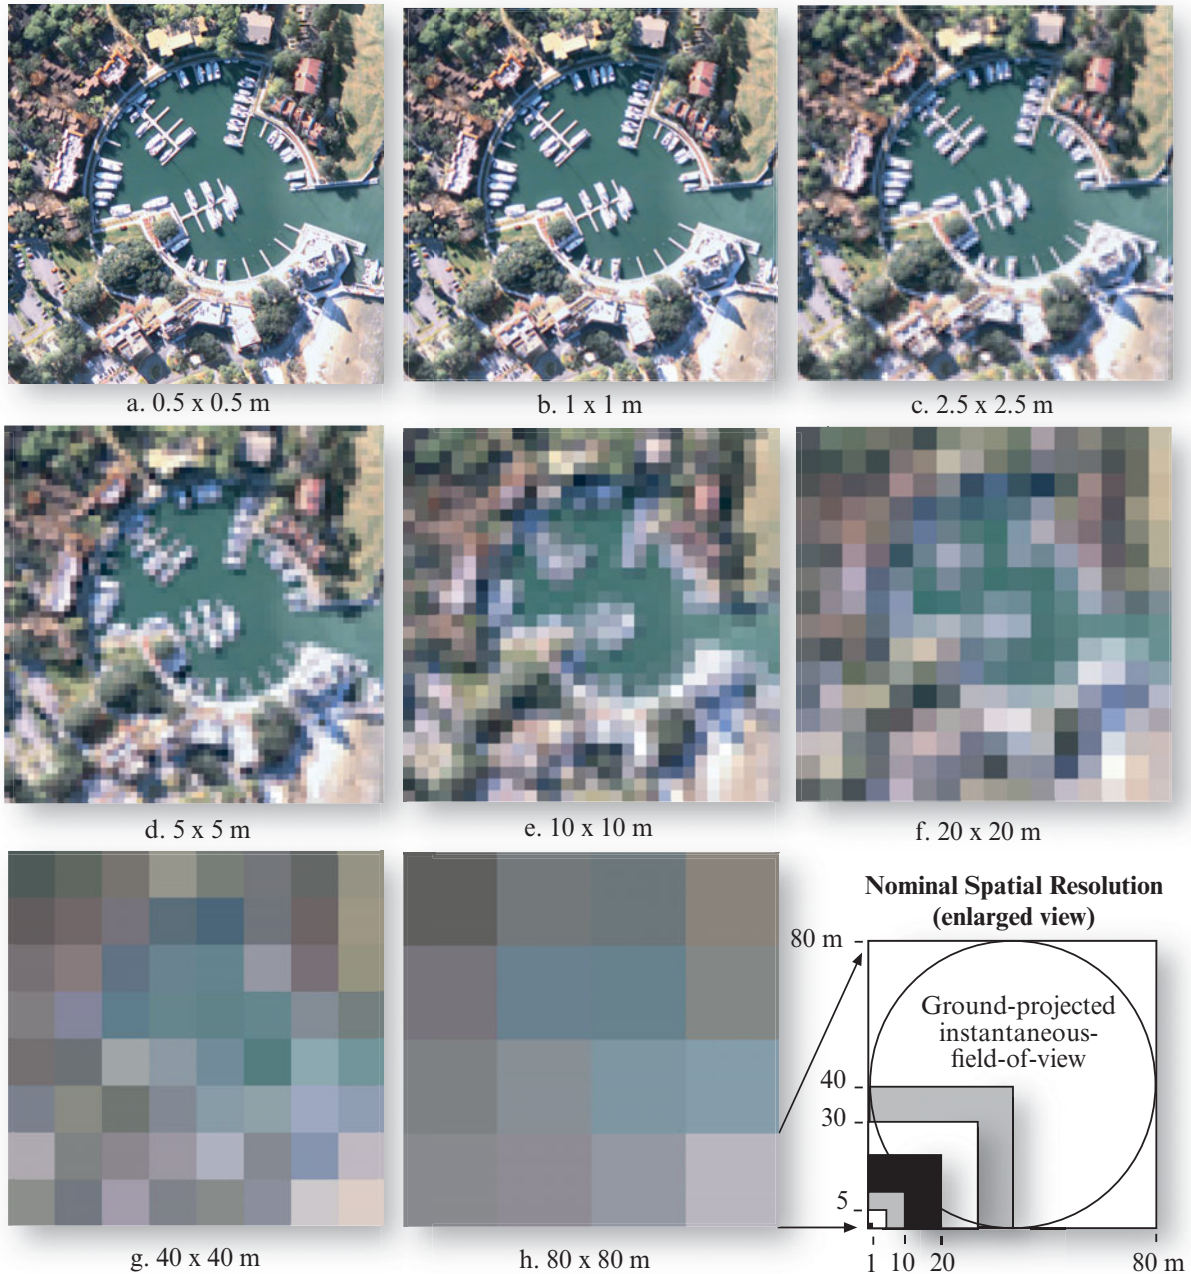 a. 0.5 x 0.5 m
b. 1 x 1 m
c. 2.5 x 2.5 m
d. 5 x 5 m
e. 10 x 10 m
f. 20 x 20 m
g. 40 x 40 m
h. 80 x 80 m
Nominal Spatial Resolution
(enlarged view)
80 m
Ground-projected
instantaneous-
field-of-view
40
30
5
1 10 20 80 m